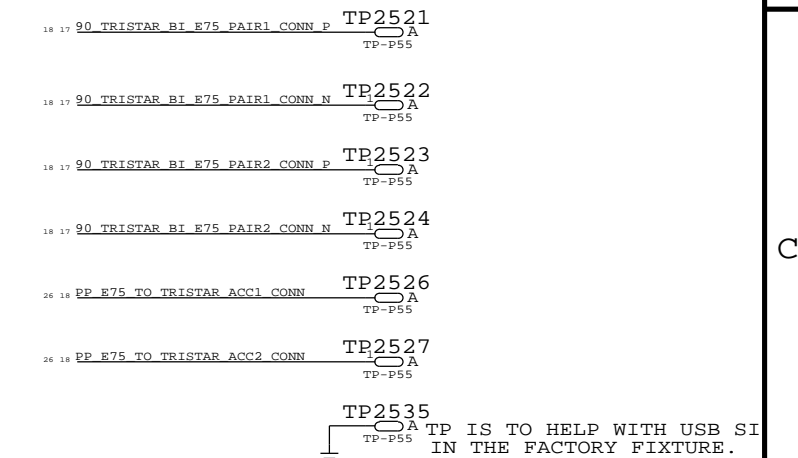 TP2521
18 17 90_TRISTAR_BI_E75_PAIR1_CONN_P A
TP-P55
TP2522
18 17 90_TRISTAR_BI_E75_PAIR1_CONN_N 1 A
TP-P55
TP2523
18 17 90_TRISTAR_BI_E75_PAIR2_CONN_P 1 A
TP-P55
TP2524
18 17 90_TRISTAR_BI_E75_PAIR2_CONN_N 1 A
TP-P55
C
TP2526
26 18 PP_E75_TO_TRISTAR_ACC1_CONN A
TP-P55
TP2527
26 18 PP_E75_TO_TRISTAR_ACC2_CONN 1 A
TP-P55
TP2535
A TP IS TO HELP WITH USB SI
TP-P55 IN THE FACTORY FIXTURE.